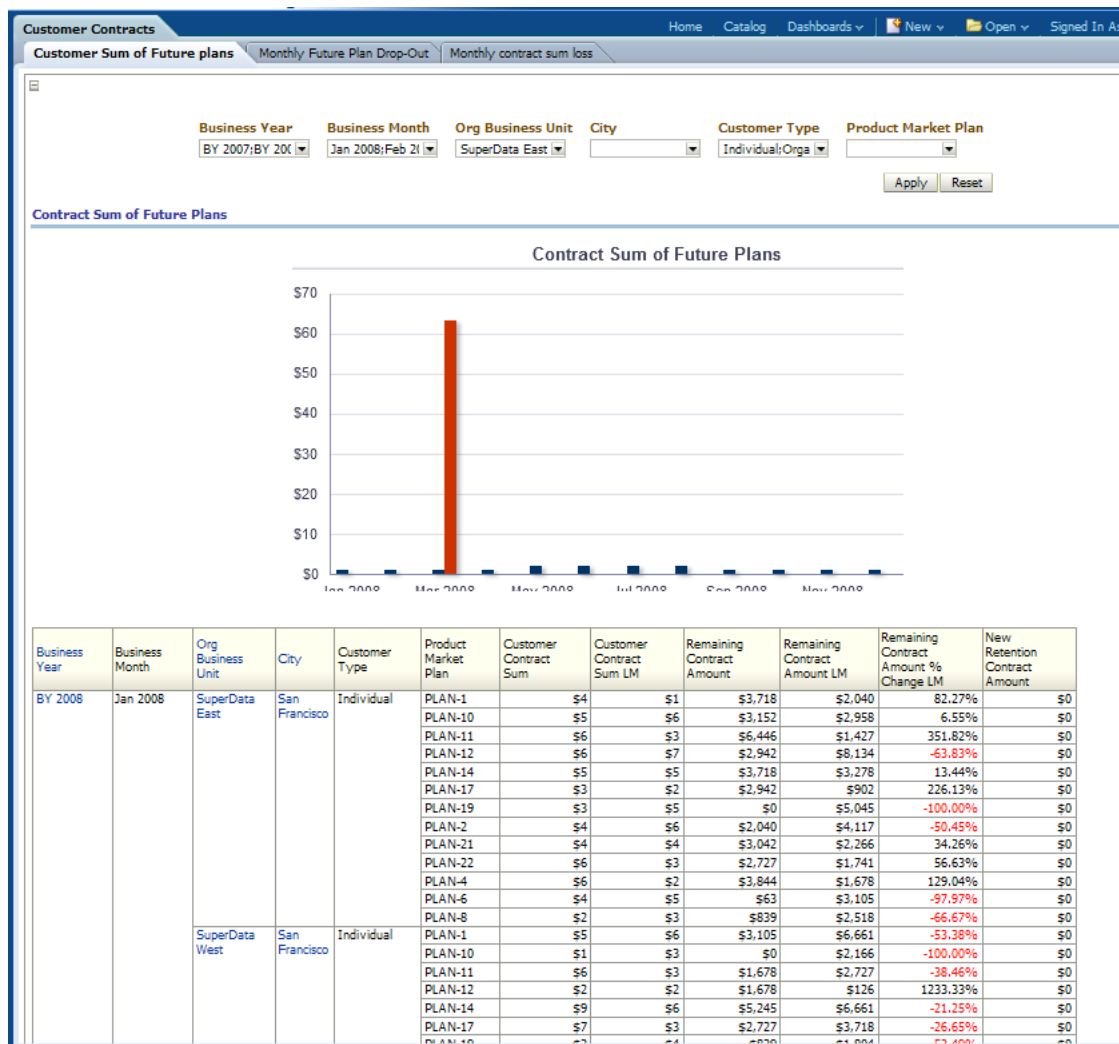 Customer Contracts
Home Catalog Dashboards New Open Signed In As
Customer Sum of Future plans Monthly Future Plan Drop-Out Monthly contract sum loss
Business Year Business Month Org Business Unit City Customer Type Product Market Plan
BY 2007;BY 200 Jan 2008;Feb 20 SuperData East Individual;Orga
Apply Reset
Contract Sum of Future Plans
Contract Sum of Future Plans
$70
$60
$50
$40
$30
$20
$10
$0
Jan 2008 Mar 2008 May 2008 Jul 2008 Sep 2008 Nov 2008
Business Year Business Month Org Business Unit City Customer Type Product Market Plan Customer Contract Sum Customer Contract Sum LM Remaining Contract Amount Remaining Contract Amount LM Remaining Contract Amount % Change LM New Retention Contract Amount
BY 2008 Jan 2008 SuperData East San Francisco Individual PLAN-1 $4 $1 $3,718 $2,040 82.27% $0
PLAN-10 $5 $6 $3,152 $2,958 6.55% $0
PLAN-11 $6 $3 $6,446 $1,427 351.82% $0
PLAN-12 $6 $7 $2,942 $8,134 -63.83% $0
PLAN-14 $5 $5 $3,718 $3,278 13.44% $0
PLAN-17 $3 $2 $2,942 $902 226.13% $0
PLAN-19 $3 $5 $0 $5,045 -100.00% $0
PLAN-2 $4 $6 $2,040 $4,117 -50.45% $0
PLAN-21 $4 $4 $3,042 $2,266 34.26% $0
PLAN-22 $6 $3 $2,727 $1,741 56.63% $0
PLAN-4 $6 $2 $3,844 $1,678 129.04% $0
PLAN-6 $4 $5 $63 $3,105 -97.97% $0
PLAN-8 $2 $3 $839 $2,518 -66.67% $0
SuperData West San Francisco Individual PLAN-1 $5 $6 $3,105 $6,661 -53.38% $0
PLAN-10 $1 $3 $0 $2,166 -100.00% $0
PLAN-11 $6 $3 $1,678 $2,727 -38.46% $0
PLAN-12 $2 $2 $1,678 $126 1233.33% $0
PLAN-14 $9 $6 $5,245 $6,661 -21.25% $0
PLAN-17 $7 $3 $2,727 $3,718 -26.65% $0